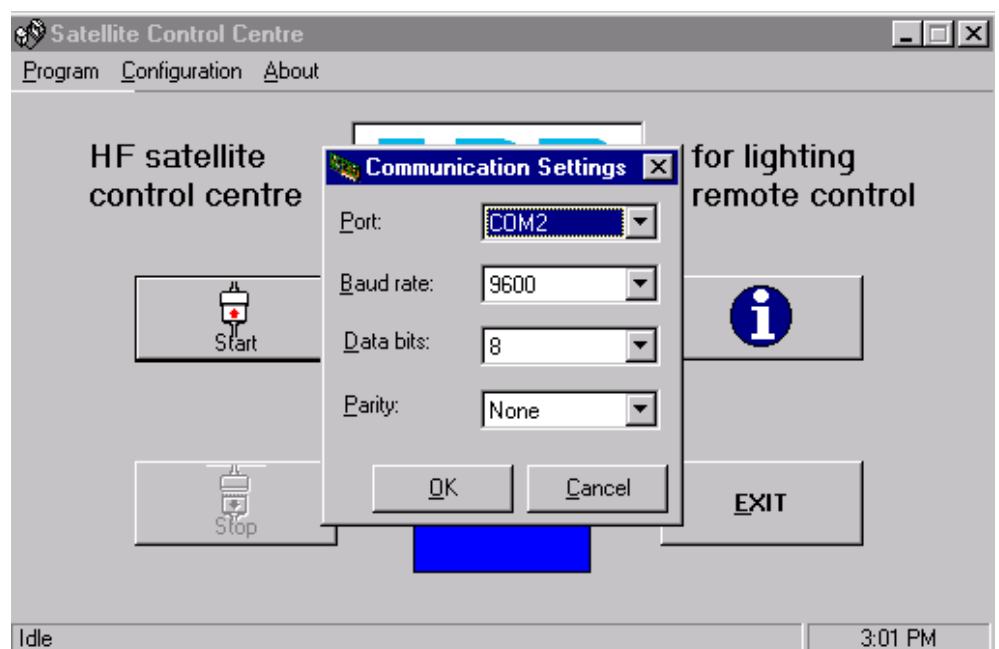 Satellite Control Centre
Program Configuration About
HF satellite
control centre
for lighting
remote control
Communication Settings
Port: COM2
Baud rate: 9600
Data bits: 8
Parity: None
OK Cancel
Start
Stop
EXIT
Idle 3:01 PM